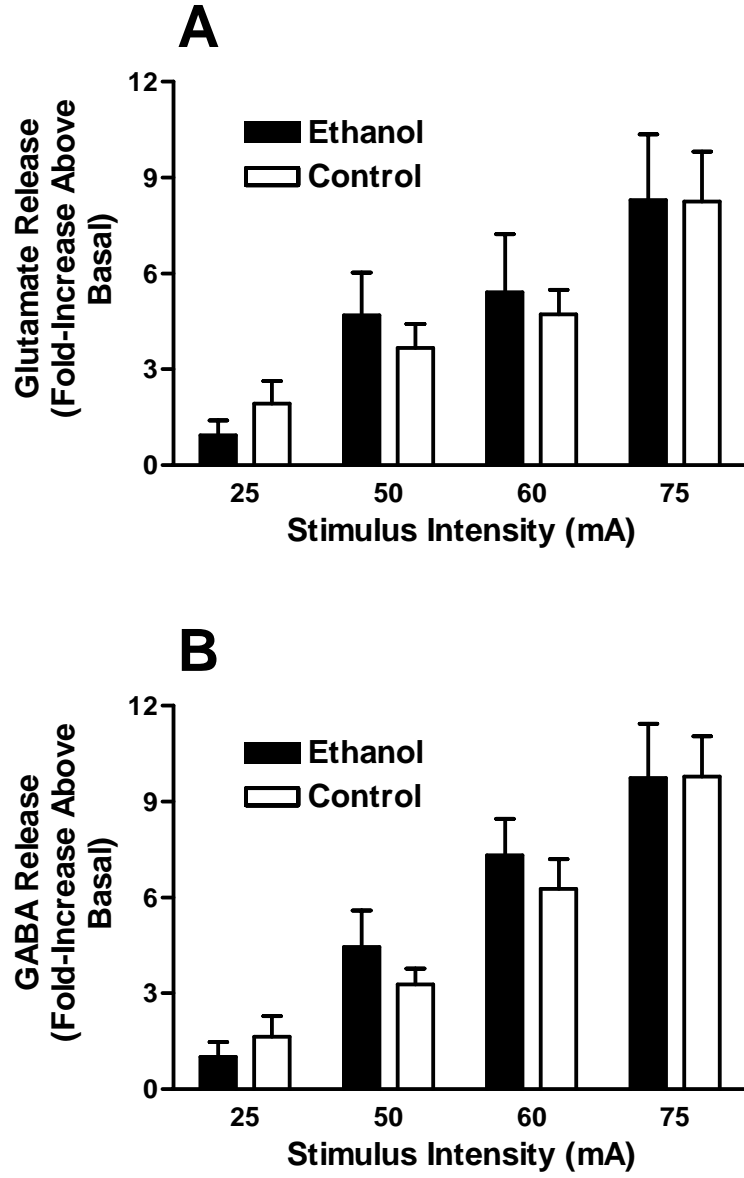 A
Glutamate Release
(Fold-Increase Above
Basal)
12
9
6
3
0
Ethanol
Control
25 50 60 75
Stimulus Intensity (mA)
B
GABA Release
(Fold-Increase Above
Basal)
12
9
6
3
0
Ethanol
Control
25 50 60 75
Stimulus Intensity (mA)